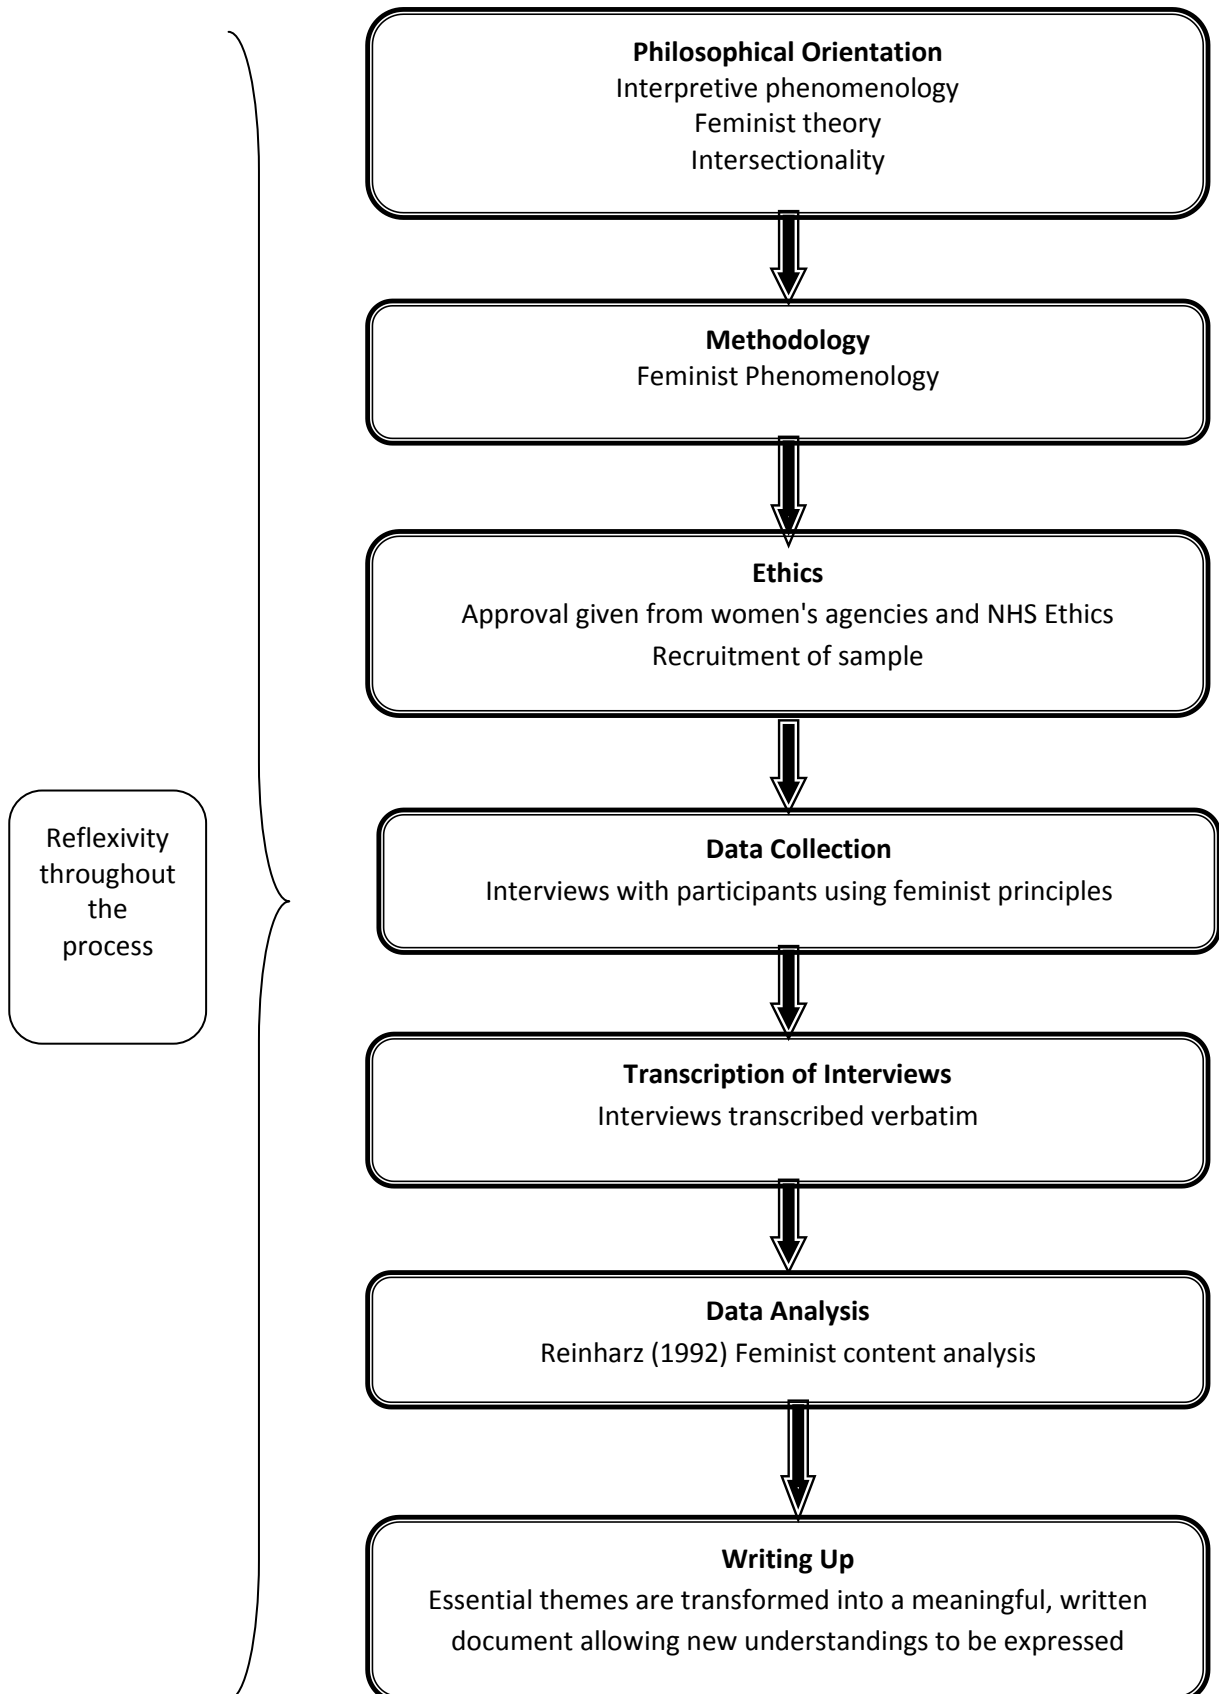 Philosophical Orientation
Interpretive phenomenology
Feminist theory
Intersectionality
Methodology
Feminist Phenomenology
Ethics
Approval given from women's agencies and NHS Ethics
Recruitment of sample
Reflexivity
throughout
the
process
Data Collection
Interviews with participants using feminist principles
Transcription of Interviews
Interviews transcribed verbatim
Data Analysis
Reinharz (1992) Feminist content analysis
Writing Up
Essential themes are transformed into a meaningful, written
document allowing new understandings to be expressed